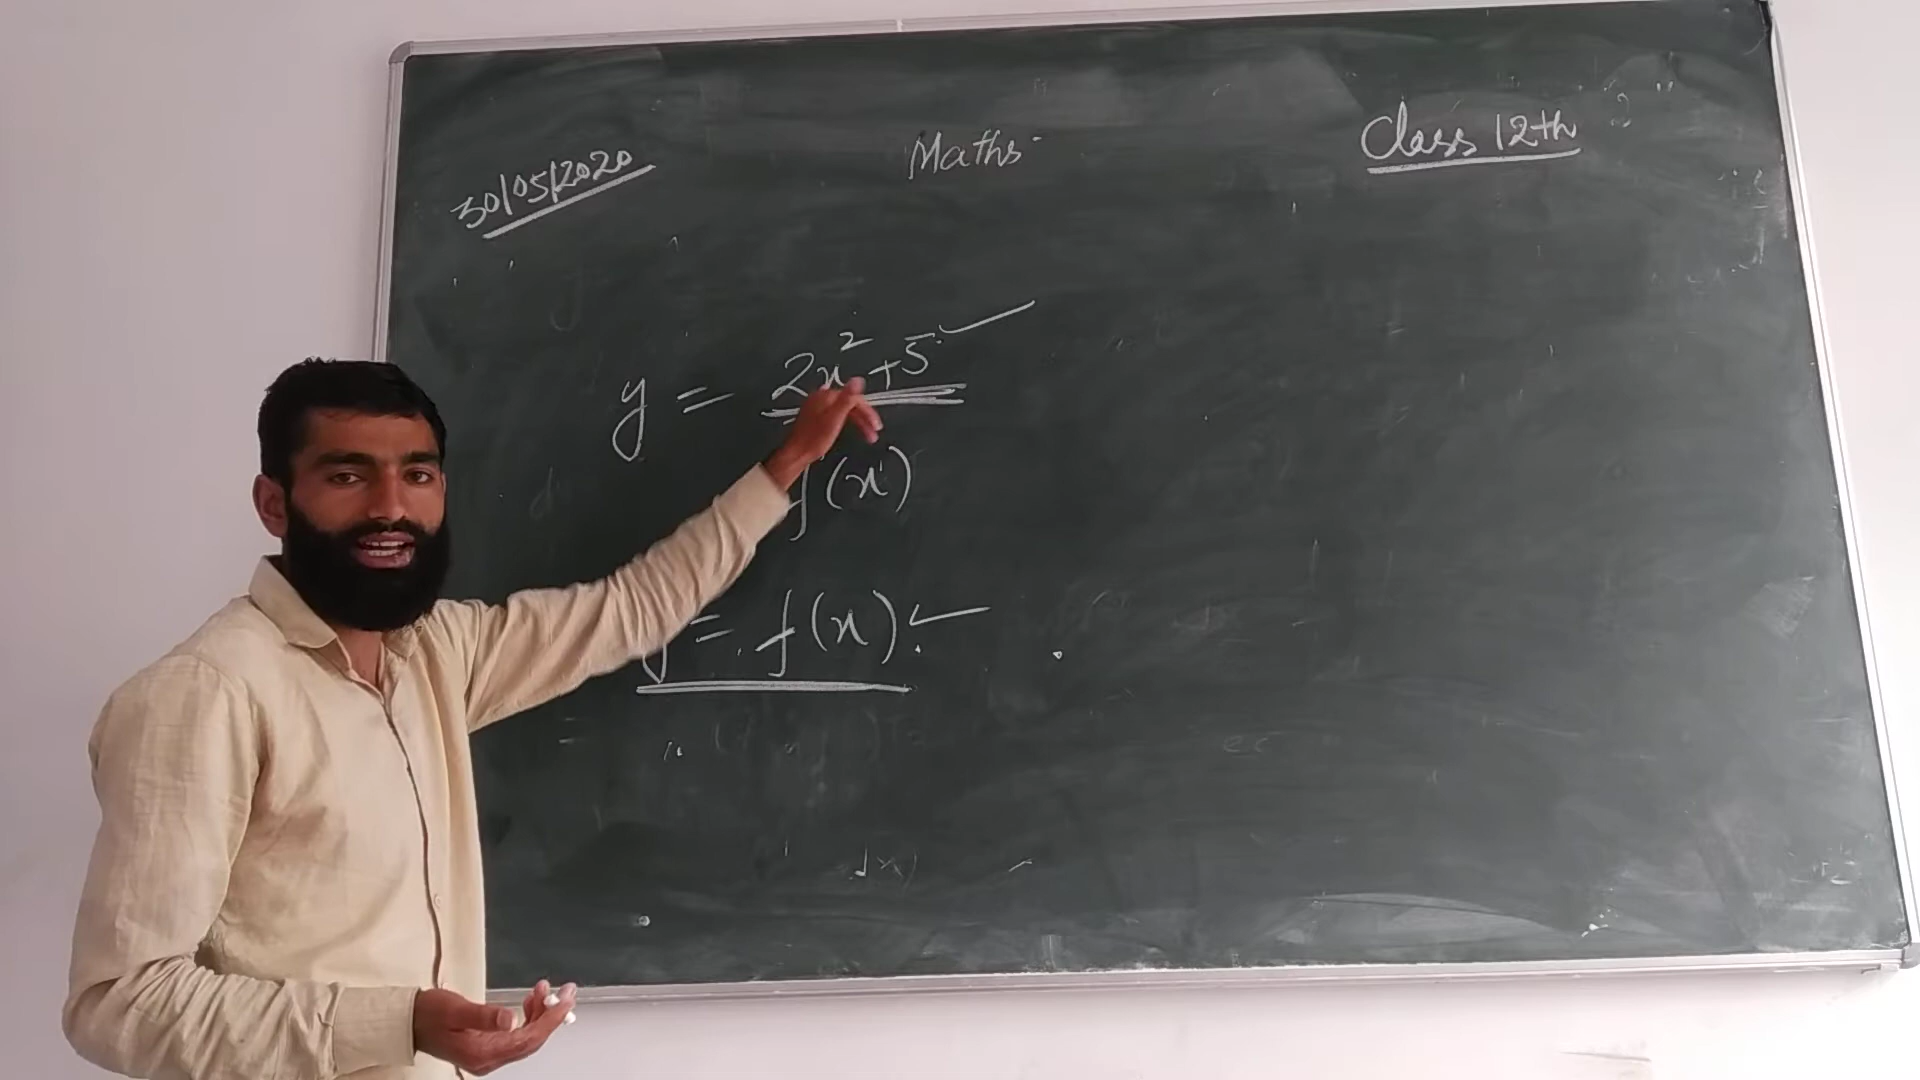 30/05/2020 Maths Class 12th
y = 2x²+5
f(x)
y = f(x)